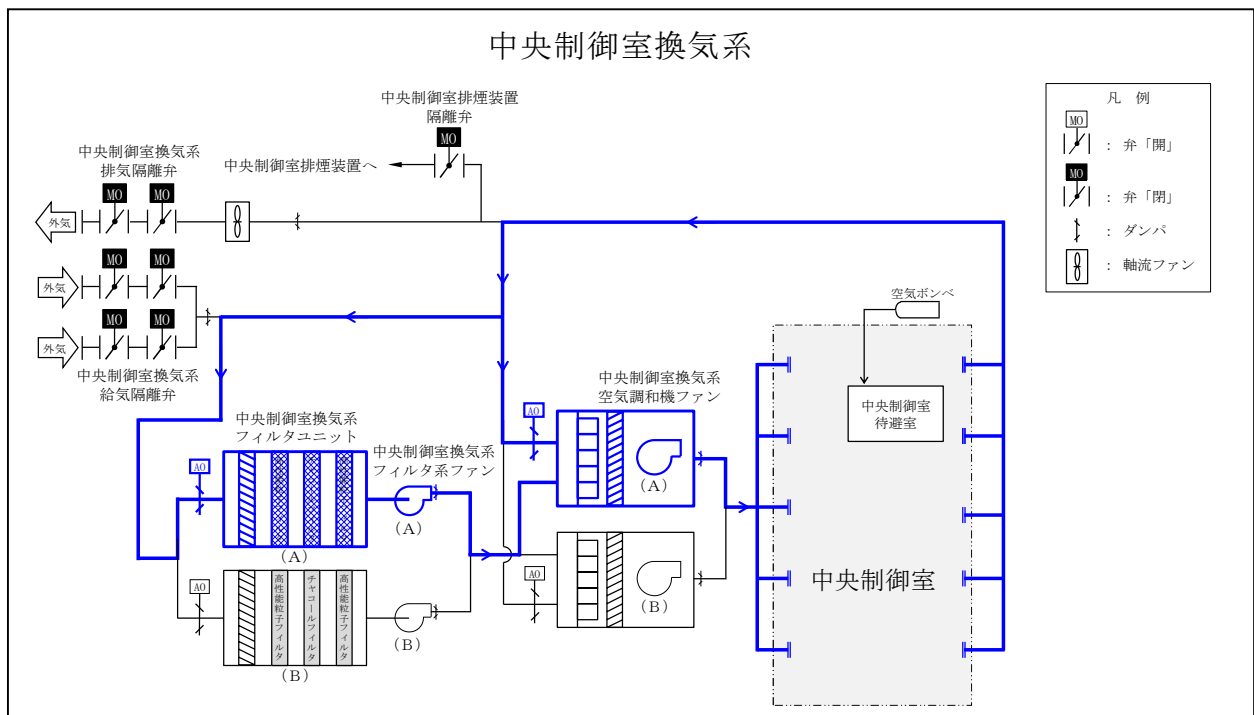 中央制御室換気系
中央制御室排煙装置
隔離弁
MO
中央制御室排煙装置へ
中央制御室換気系
排気隔離弁
MO
MO
外気
MO
MO
外気
MO
MO
外気
中央制御室換気系
給気隔離弁
凡 例
MO
: 弁「開」
MO
: 弁「閉」
: ダンパ
: 軸流ファン
空気ボンベ
中央制御室
待避室
中央制御室
中央制御室換気系
空気調和機ファン
AO
(A)
AO
(B)
中央制御室換気系
フィルタユニット
AO
(A)
中央制御室換気系
フィルタ系ファン
(A)
AO
高性能粒子フィルタ
チャコールフィルタ
高性能粒子フィルタ
(B)
(B)